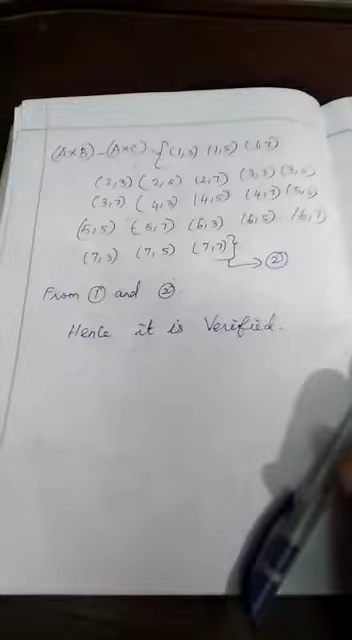 (A×B)-(A×C) = {(1,3) (1,5) (1,7)
(2,3) (2,5) (2,7) (3,3) (3,5)
(3,7) (4,3) (4,5) (4,7) (5,3)
(5,5) (5,7) (6,3) (6,5) (6,7)
(7,3) (7,5) (7,7)}
→ ②
From ① and ②
Hence it is Verified.